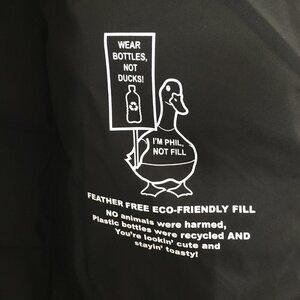 WEAR
BOTTLES,
NOT
DUCKS!
I'M PHIL,
NOT FILL
FEATHER FREE ECO-FRIENDLY FILL
NO animals were harmed,
Plastic bottles were recycled AND
You're lookin' cute and
stayin' toasty!